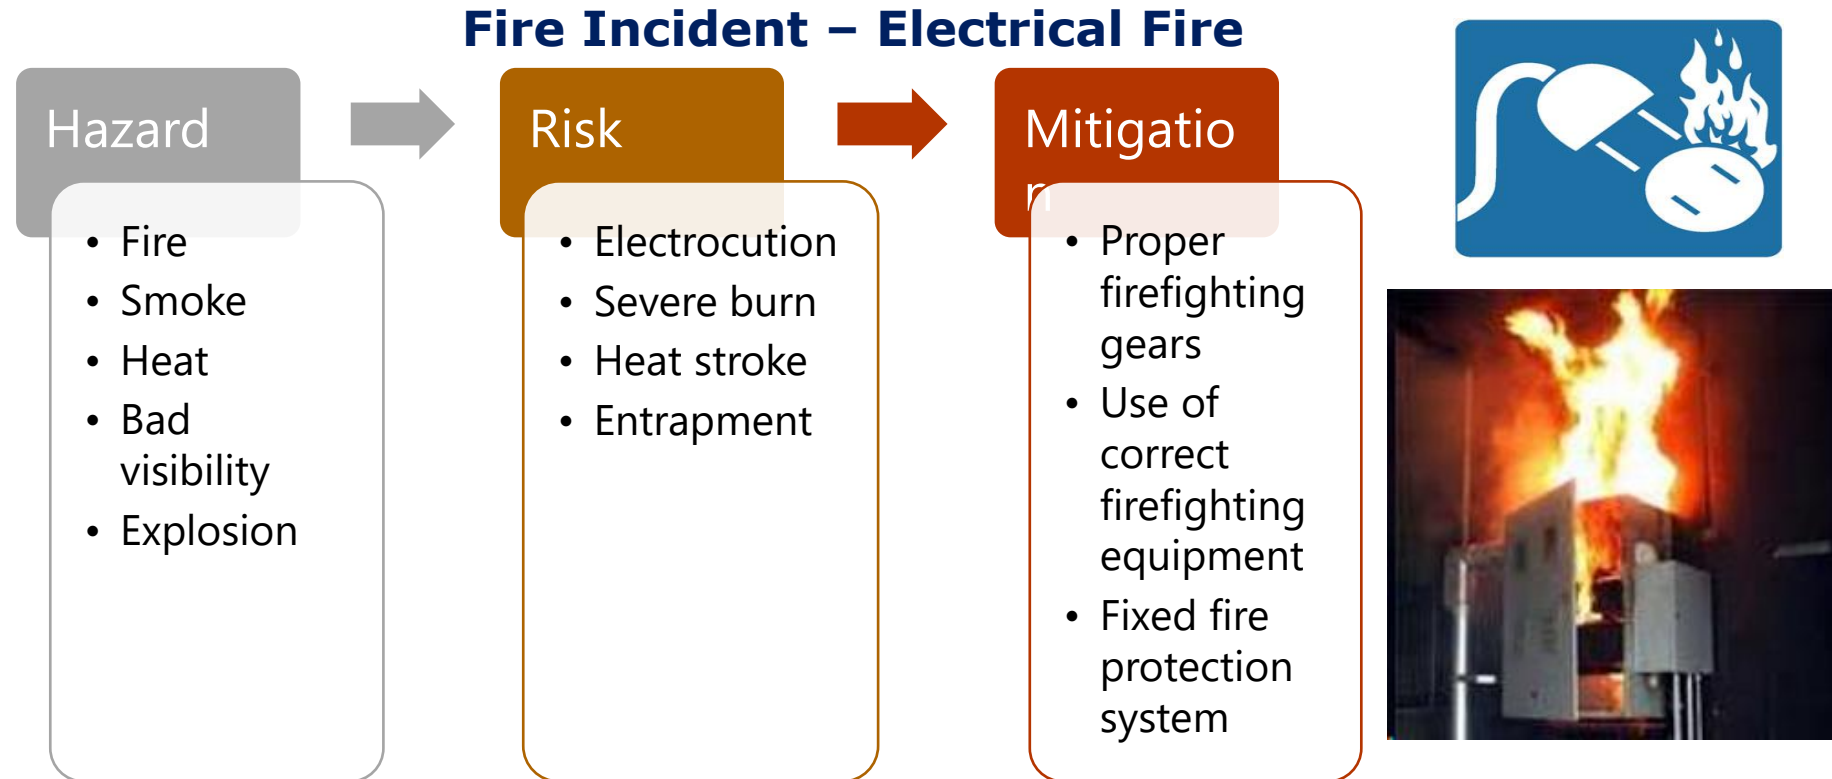 Fire Incident – Electrical Fire
Hazard
• Fire
• Smoke
• Heat
• Bad
visibility
• Explosion
Risk
• Electrocution
• Severe burn
• Heat stroke
• Entrapment
Mitigatio
n
• Proper
firefighting
gears
• Use of
correct
firefighting
equipment
• Fixed fire
protection
system